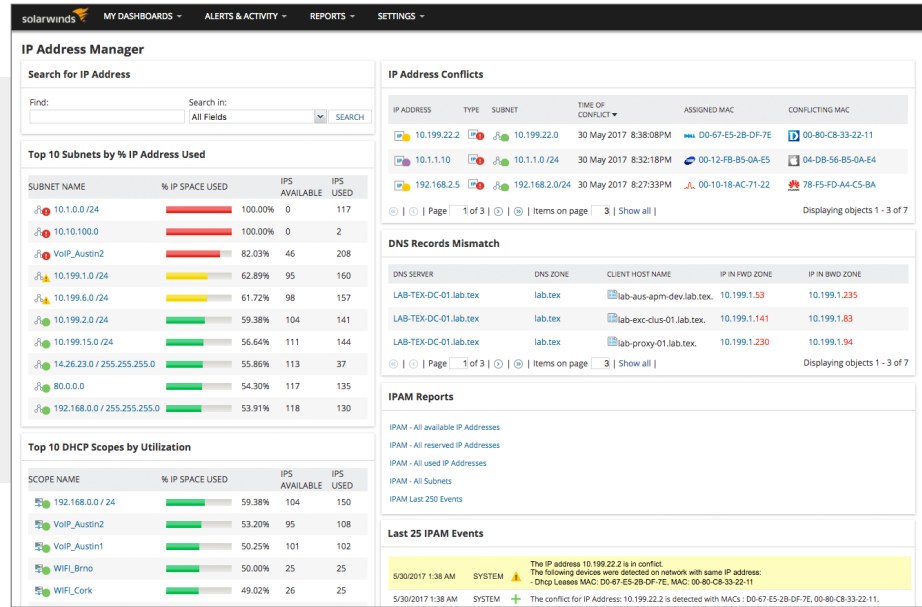 solarwinds MY DASHBOARDS ALERTS & ACTIVITY REPORTS SETTINGS
IP Address Manager
Search for IP Address
Find: Search in:
All Fields SEARCH
Top 10 Subnets by % IP Address Used
SUBNET NAME % IP SPACE USED IPS AVAILABLE IPS USED
10.1.0.0 /24 100.00% 0 117
10.10.100.0 100.00% 0 2
VoIP_Austin2 82.03% 46 208
10.199.1.0 /24 62.89% 95 160
10.199.6.0 /24 61.72% 98 157
10.199.2.0 /24 59.38% 104 141
10.199.15.0 /24 56.64% 111 144
14.26.23.0 / 255.255.255.0 55.86% 113 37
80.0.0.0 54.30% 117 135
192.168.0.0 / 255.255.255.0 53.91% 118 130
Top 10 DHCP Scopes by Utilization
SCOPE NAME % IP SPACE USED IPS AVAILABLE IPS USED
192.168.0.0 / 24 59.38% 104 150
VoIP_Austin2 53.20% 95 108
VoIP_Austin1 50.25% 101 102
WIFI_Brno 50.00% 25 25
WIFI_Cork 49.02% 26 25
IP Address Conflicts
IP ADDRESS TYPE SUBNET TIME OF CONFLICT ASSIGNED MAC CONFLICTING MAC
10.199.22.2 10.199.22.0 30 May 2017 8:38:08PM D0-67-E5-2B-DF-7E 00-80-C8-33-22-11
10.1.1.10 10.1.1.0 /24 30 May 2017 8:32:18PM 00-12-FB-B5-0A-E5 04-DB-56-B5-0A-E4
192.168.2.5 192.168.2.0/24 30 May 2017 8:27:33PM 00-10-18-AC-71-22 78-F5-FD-A4-C5-BA
| Page 1 of 3 | Items on page 3 | Show all | Displaying objects 1 - 3 of 7
DNS Records Mismatch
DNS SERVER DNS ZONE CLIENT HOST NAME IP IN FWD ZONE IP IN BWD ZONE
LAB-TEX-DC-01.lab.tex lab.tex lab-aus-apm-dev.lab.tex. 10.199.1.53 10.199.1.235
LAB-TEX-DC-01.lab.tex lab.tex lab-exc-clus-01.lab.tex. 10.199.1.141 10.199.1.83
LAB-TEX-DC-01.lab.tex lab.tex lab-proxy-01.lab.tex. 10.199.1.230 10.199.1.94
| Page 1 of 3 | Items on page 3 | Show all | Displaying objects 1 - 3 of 7
IPAM Reports
IPAM - All available IP Addresses
IPAM - All reserved IP Addresses
IPAM - All used IP Addresses
IPAM - All Subnets
IPAM Last 250 Events
Last 25 IPAM Events
The IP address 10.199.22.2 is in conflict.
5/30/2017 1:38 AM SYSTEM The following devices were detected on network with same IP address:
- Dhcp Leases MAC: D0-67-E5-2B-DF-7E, MAC: 00-80-C8-33-22-11
5/30/2017 1:38 AM SYSTEM The conflict for IP Address: 10.199.22.2 is detected with MACs : D0-67-E5-2B-DF-7E, 00-80-C8-33-22-11.